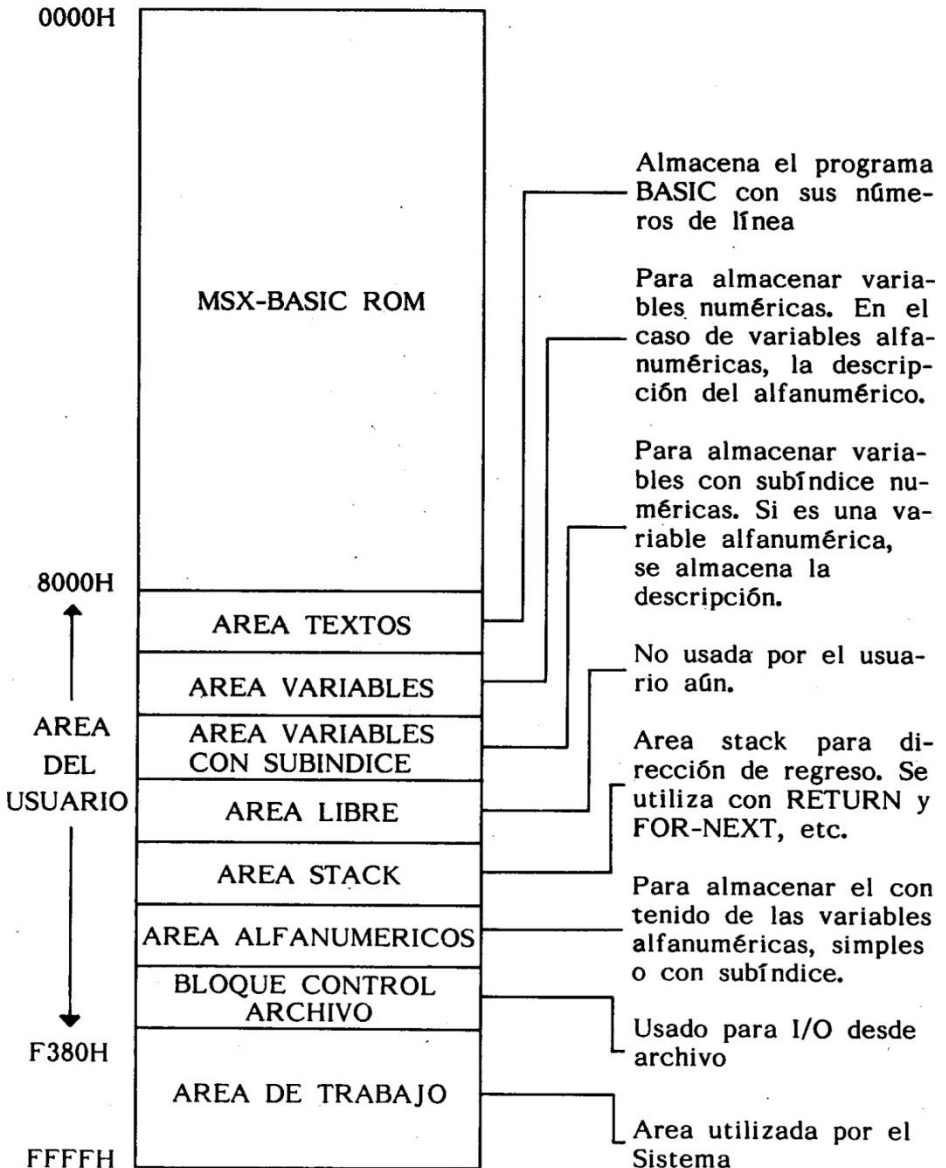 0000H
MSX-BASIC ROM
8000H
AREA
DEL
USUARIO
F380H
FFFFH
AREA TEXTOS
AREA VARIABLES
AREA VARIABLES
CON SUBINDICE
AREA LIBRE
AREA STACK
AREA ALFANUMERICOS
BLOQUE CONTROL
ARCHIVO
AREA DE TRABAJO
Almacena el programa
BASIC con sus núme-
ros de línea
Para almacenar varia-
bles numéricas. En el
caso de variables alfa-
numéricas, la descrip-
ción del alfanumérico.
Para almacenar varia-
bles con subíndice nu-
méricas. Si es una va-
riable alfanumérica,
se almacena la
descripción.
No usada por el usua-
rio aún.
Area stack para di-
rección de regreso. Se
utiliza con RETURN y
FOR-NEXT, etc.
Para almacenar el con
tenido de las variables
alfanuméricas, simples
o con subíndice.
Usado para I/O desde
archivo
Area utilizada por el
Sistema